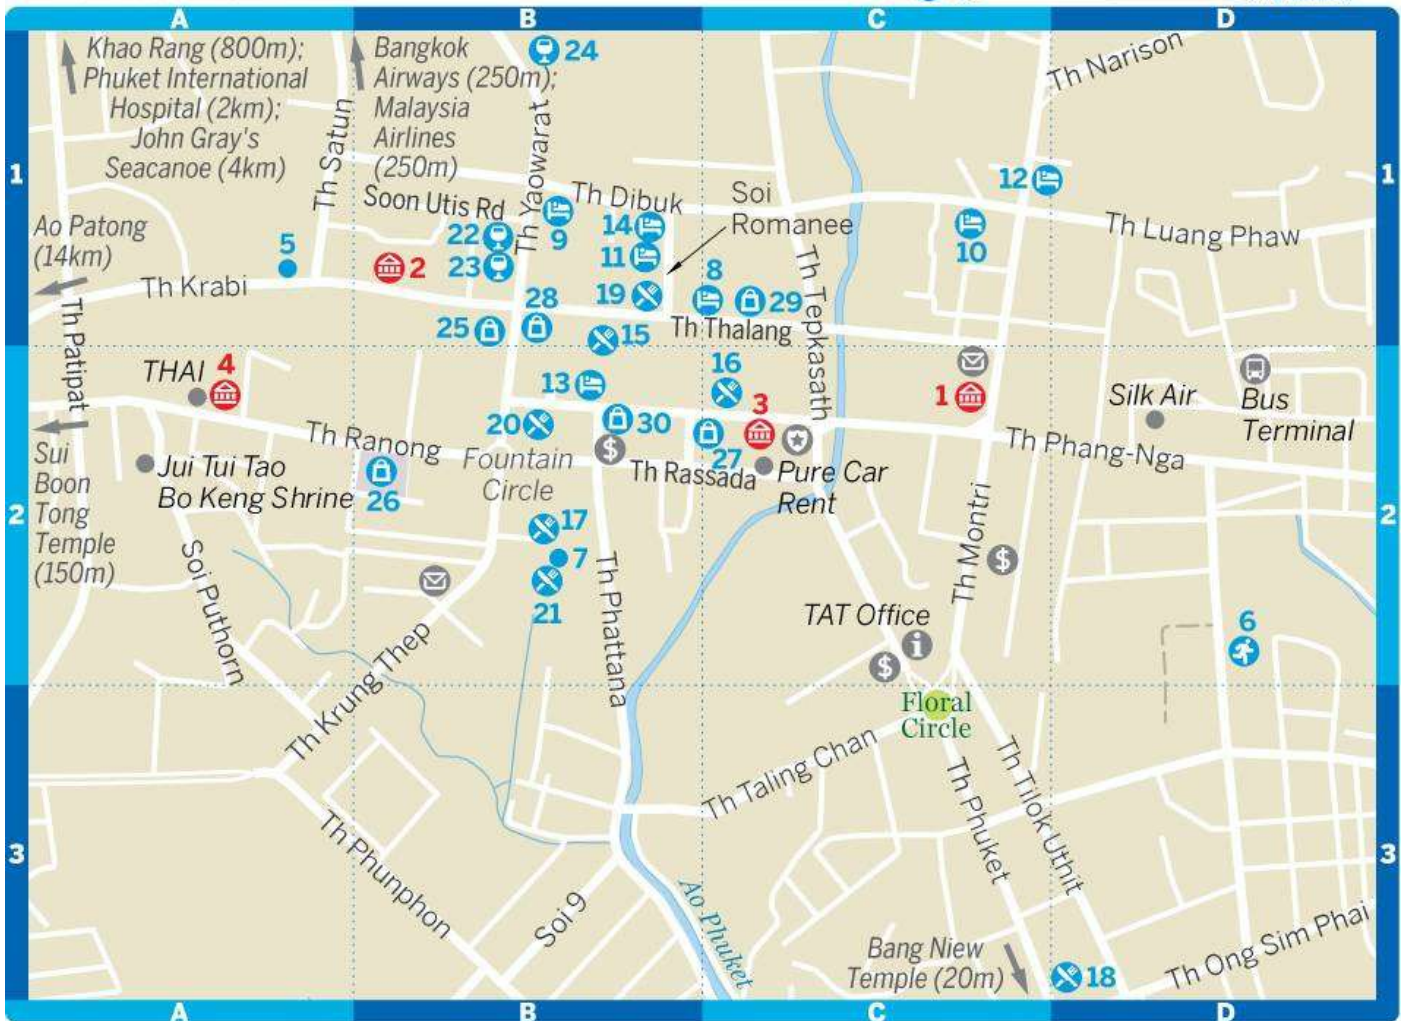 A
B
C
D
Khao Rang (800m);
Phuket International
Hospital (2km);
John Gray's
Seacanoe (4km)
Bangkok
Airways (250m);
Malaysia
Airlines
(250m)
24
Th Narison
Th Satun
Th Yaowarat
1
1
12
Soon Utis Rd
Th Dibuk
Soi
Romanee
Ao Patong
(14km)
5
2
22
23
9
14
11
10
Th Luang Phaw
Th Krabi
28
19
8
29
Th Tepkasath
Th Patipat
25
15
Th Thalang
THAI
4
13
16
3
1
Silk Air
Bus
Terminal
Th Ranong
20
30
27
Th Phang-Nga
Sui
Boon
Tong
Temple
(150m)
Jui Tui Tao
Bo Keng Shrine
26
Fountain
Circle
$
Th Rassada
Pure Car
Rent
2
2
17
7
21
Soi Puthorn
Th Phattana
Th Montri
$
TAT Office
i
$
6
Th Krung Thep
Floral
Circle
Th Taling Chan
Th Phuket
Th Tilok Uthit
3
3
Th Phunphon
Soi 9
Ao Phuket
Bang Niew
Temple (20m)
18
Th Ong Sim Phai
A
B
C
D